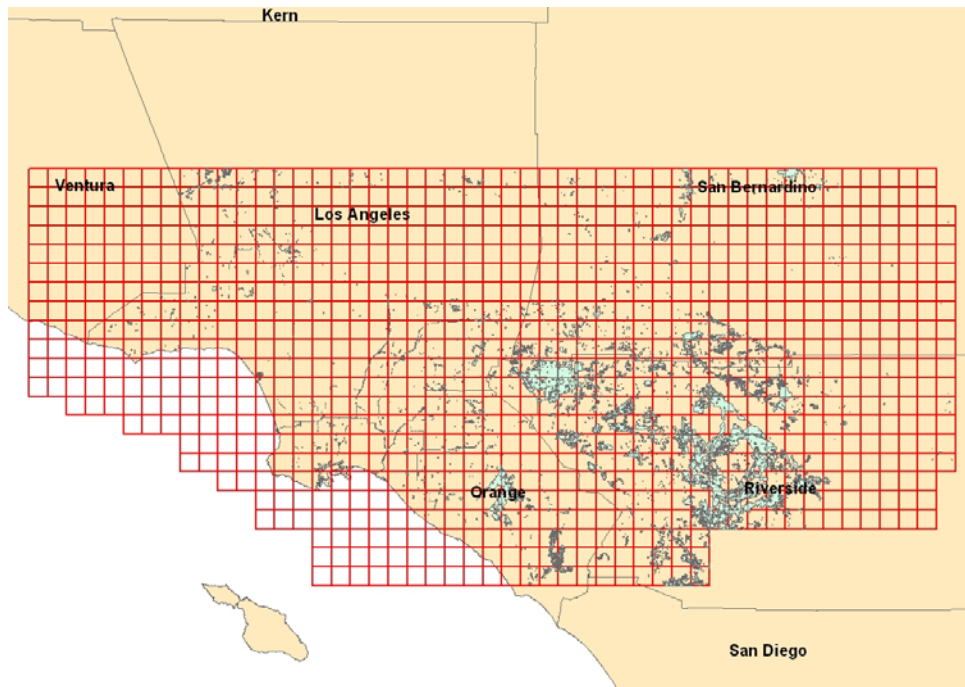 Kern
Ventura
San Bernardino
Los Angeles
Orange
Riverside
San Diego